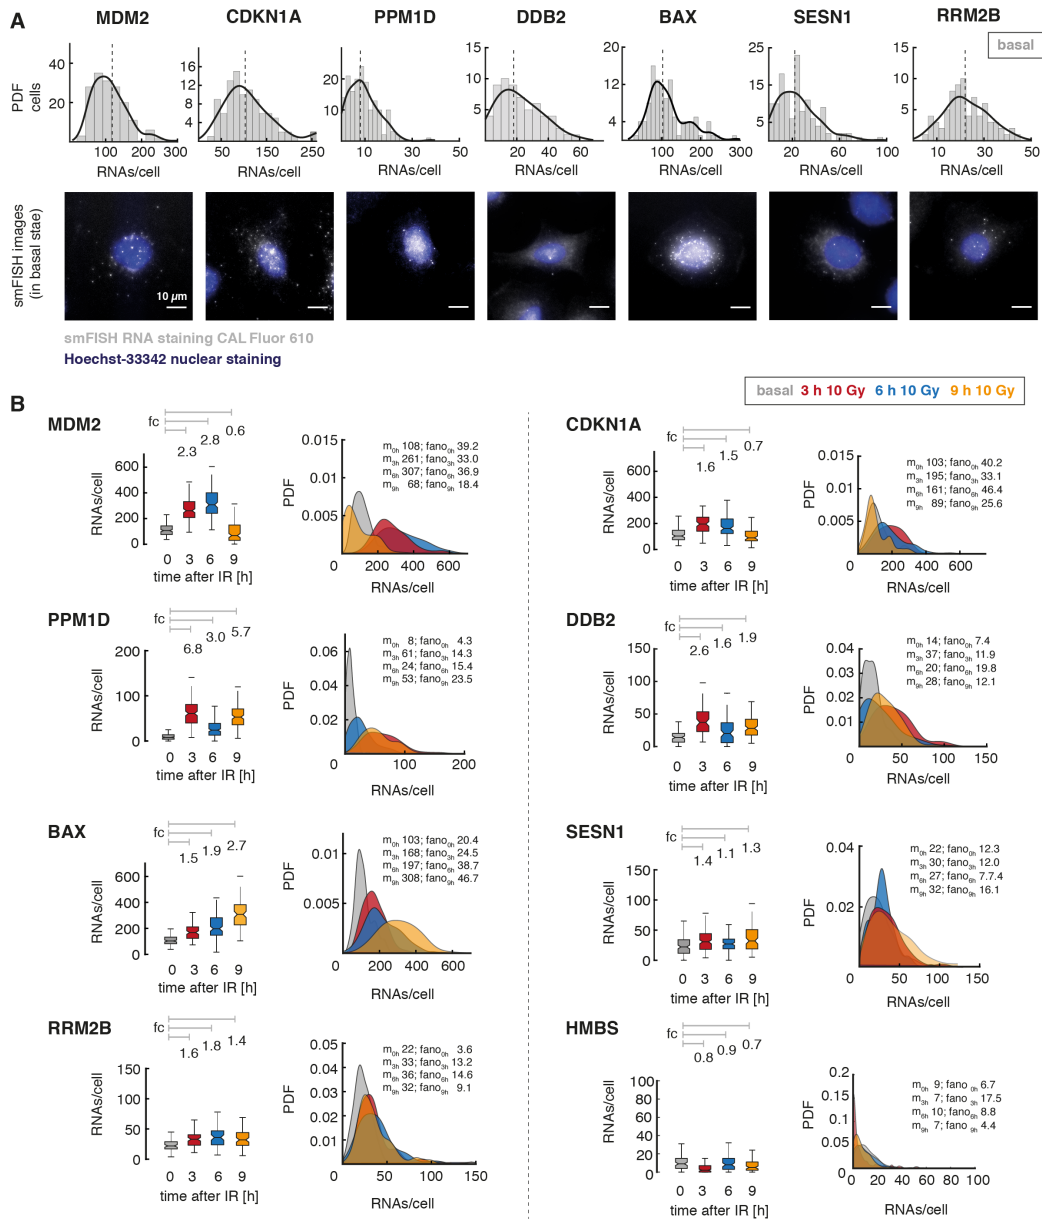 A
MDM2 CDKN1A PPM1D DDB2 BAX SESN1 RRM2B
basal
PDF cells
40 20 100 200 300
16 12 8 4 50 150 250
20 10 8 50
15 10 5 20 40 60
20 12 4 100 200 300
25 15 5 20 60 100
15 10 5 10 30 50
RNAs/cell RNAs/cell RNAs/cell RNAs/cell RNAs/cell RNAs/cell RNAs/cell
smFISH images
(in basal stae)
10 µm
smFISH RNA staining CAL Fluor 610
Hoechst-33342 nuclear staining
basal 3 h 10 Gy 6 h 10 Gy 9 h 10 Gy
B
MDM2
fc 2.3 2.8 0.6
RNAs/cell
600 400 200 0
0 3 6 9
time after IR [h]
PDF
0.015 0.010 0.005
m0h 108; fano0h 39.2
m3h 261; fano3h 33.0
m6h 307; fano6h 36.9
m9h 68; fano9h 18.4
0 200 400 600
RNAs/cell
CDKN1A
fc 1.6 1.5 0.7
RNAs/cell
600 400 200 0
0 3 6 9
time after IR [h]
PDF
0.015 0.010 0.005 0
m0h 103; fano0h 40.2
m3h 195; fano3h 33.1
m6h 161; fano6h 46.4
m9h 89; fano9h 25.6
0 200 400 600
RNAs/cell
PPM1D
fc 6.8 3.0 5.7
RNAs/cell
200 100 100 0
0 3 6 9
time after IR [h]
PDF
0.06 0.04 0.02 0
m0h 8; fano0h 4.3
m3h 61; fano3h 14.3
m6h 24; fano6h 15.4
m9h 53; fano9h 23.5
0 100 200
RNAs/cell
DDB2
fc 2.6 1.6 1.9
RNAs/cell
150 100 50 0
0 3 6 9
time after IR [h]
PDF
0.04 0.03 0.02 0.01
m0h 14; fano0h 7.4
m3h 37; fano3h 11.9
m6h 20; fano6h 19.8
m9h 28; fano9h 12.1
0 50 100 150
RNAs/cell
BAX
fc 1.5 1.9 2.7
RNAs/cell
600 400 200 0
0 3 6 9
time after IR [h]
PDF
0.01 0.005
m0h 103; fano0h 20.4
m3h 168; fano3h 24.5
m6h 197; fano6h 38.7
m9h 308; fano9h 46.7
0 200 400 600
RNAs/cell
SESN1
fc 1.4 1.1 1.3
RNAs/cell
150 100 50 0
0 3 6 9
time after IR [h]
PDF
0.04 0.02
m0h 22; fano0h 12.3
m3h 30; fano3h 12.0
m6h 27; fano6h 7.7.4
m9h 32; fano9h 16.1
0 50 100 150
RNAs/cell
RRM2B
fc 1.6 1.8 1.4
RNAs/cell
150 100 50 0
0 3 6 9
time after IR [h]
PDF
0.05 0.04 0.03 0.02 0.01
m0h 22; fano0h 3.6
m3h 33; fano3h 13.2
m6h 36; fano6h 14.6
m9h 32; fano9h 9.1
0 50 100 150
RNAs/cell
HMBS
fc 0.8 0.9 0.7
RNAs/cell
100 80 60 40 20 0
0 3 6 9
time after IR [h]
PDF
0.2 0.15 0.1 0.05 0
m0h 9; fano 0h 6.7
m3h 7; fano 3h 17.5
m6h 10; fano6h 8.8
m9h 7; fano 9h 4.4
0 20 40 60 80 100
RNAs/cell